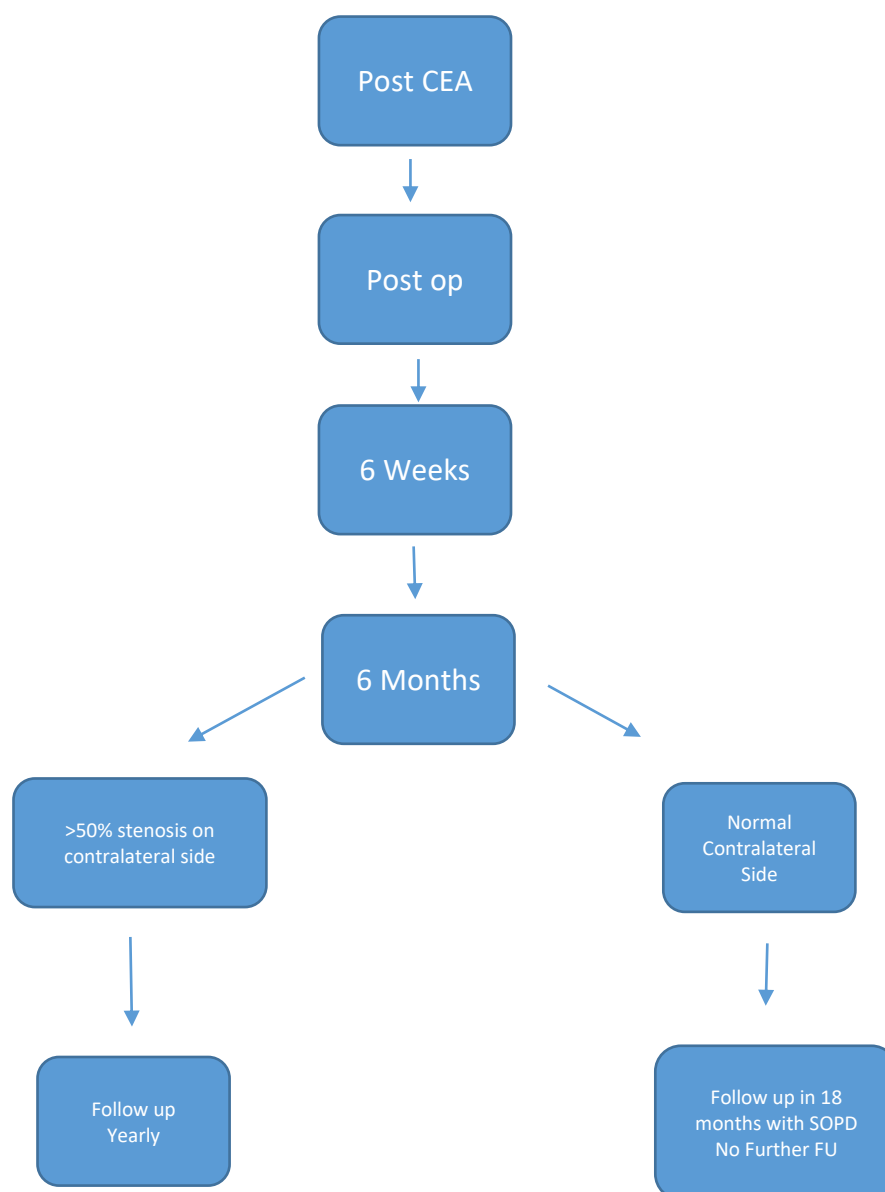 Post CEA
Post op
6 Weeks
6 Months
>50% stenosis on
contralateral side
Normal
Contralateral
Side
Follow up
Yearly
Follow up in 18
months with SOPD
No Further FU